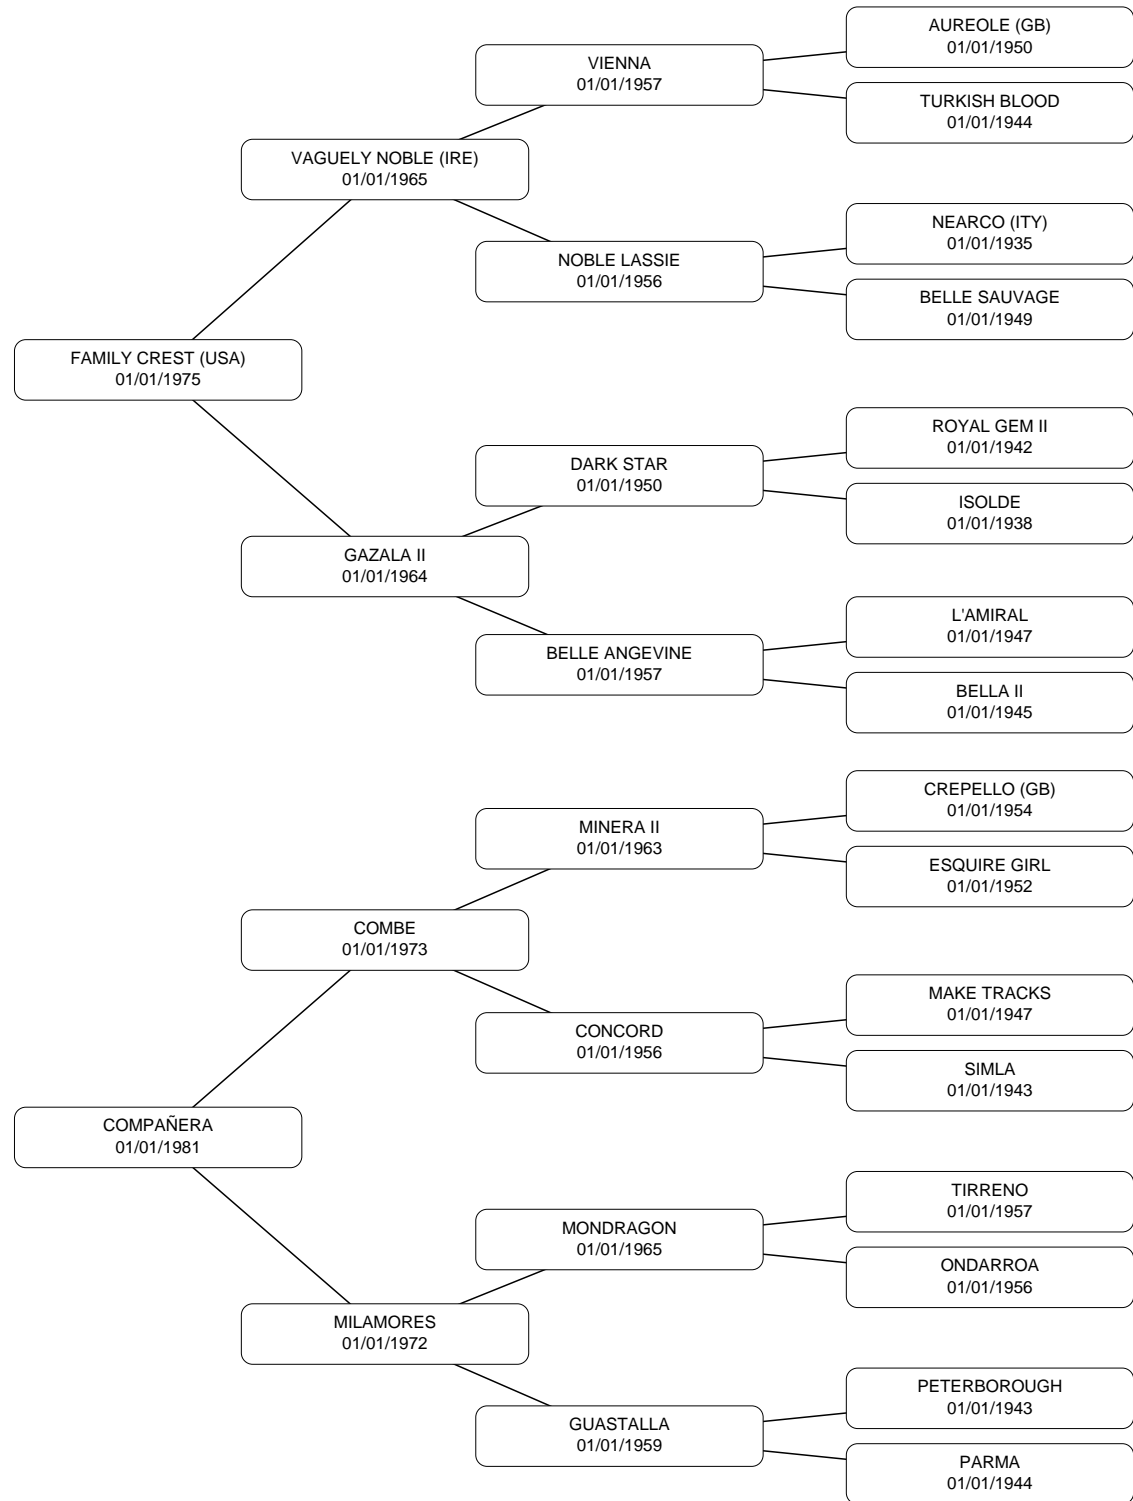 AUREOLE (GB)
01/01/1950
VIENNA
01/01/1957
TURKISH BLOOD
01/01/1944
VAGUELY NOBLE (IRE)
01/01/1965
NEARCO (ITY)
01/01/1935
NOBLE LASSIE
01/01/1956
BELLE SAUVAGE
01/01/1949
FAMILY CREST (USA)
01/01/1975
ROYAL GEM II
01/01/1942
DARK STAR
01/01/1950
ISOLDE
01/01/1938
GAZALA II
01/01/1964
L'AMIRAL
01/01/1947
BELLE ANGEVINE
01/01/1957
BELLA II
01/01/1945
CREPELLO (GB)
01/01/1954
MINERA II
01/01/1963
ESQUIRE GIRL
01/01/1952
COMBE
01/01/1973
MAKE TRACKS
01/01/1947
CONCORD
01/01/1956
SIMLA
01/01/1943
COMPAÑERA
01/01/1981
TIRRENO
01/01/1957
MONDRAGON
01/01/1965
ONDARROA
01/01/1956
MILAMORES
01/01/1972
PETERBOROUGH
01/01/1943
GUASTALLA
01/01/1959
PARMA
01/01/1944